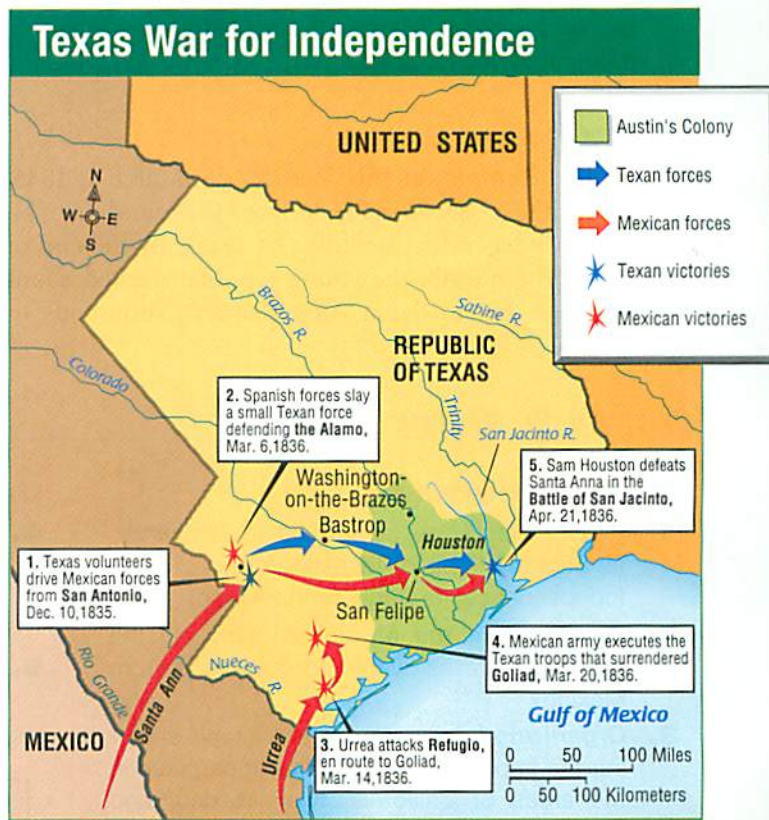 Texas War for Independence
Austin's Colony
Texan forces
Mexican forces
Texan victories
Mexican victories
UNITED STATES
N
W
E
S
Brazos R.
Sabine R.
REPUBLIC
OF TEXAS
Colorado
Trinity
San Jacinto R.
2. Spanish forces slay
a small Texan force
defending the Alamo,
Mar. 6,1836.
Washington-
on-the-Brazos
Bastrop
Houston
5. Sam Houston defeats
Santa Anna in the
Battle of San Jacinto,
Apr. 21,1836.
1. Texas volunteers
drive Mexican forces
from San Antonio,
Dec. 10,1835.
San Felipe
4. Mexican army executes the
Texan troops that surrendered
Goliad, Mar. 20,1836.
Nueces R.
Rio Grande
Santa Ann
Urrea
MEXICO
3. Urrea attacks Refugio,
en route to Goliad,
Mar. 14,1836.
Gulf of Mexico
0 50 100 Miles
0 50 100 Kilometers